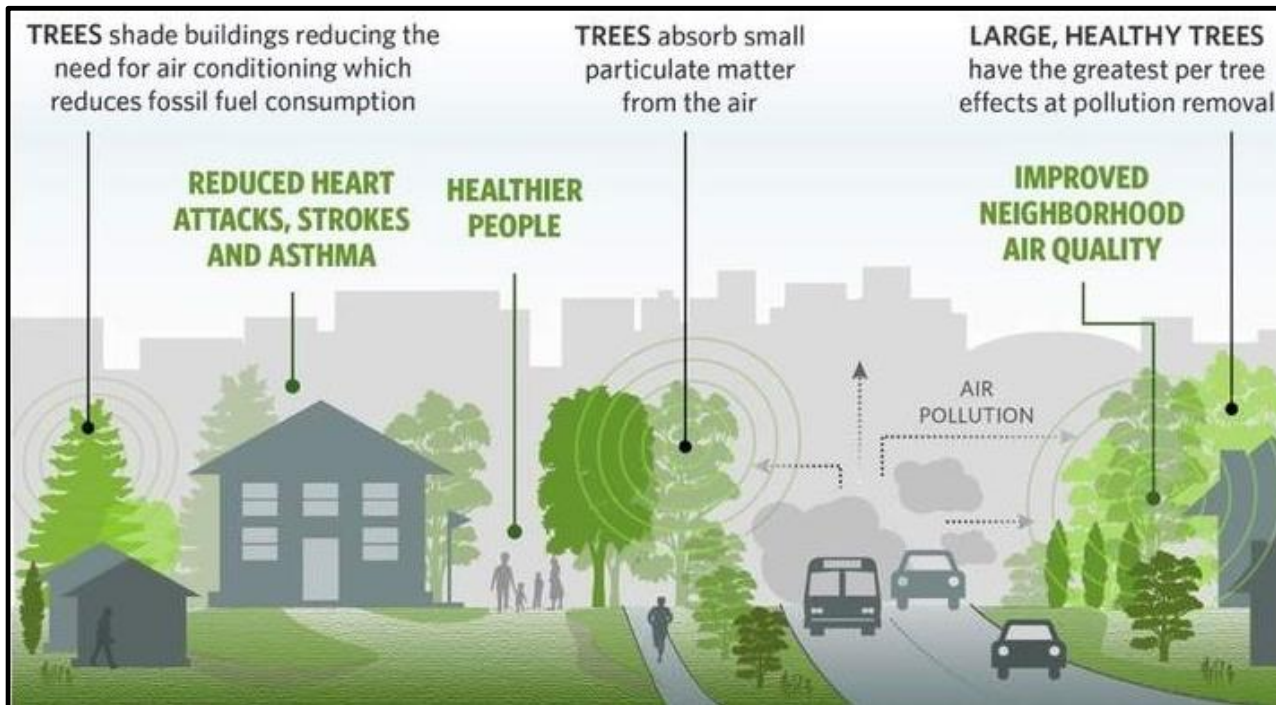 TREES shade buildings reducing the
need for air conditioning which
reduces fossil fuel consumption
TREES absorb small
particulate matter
from the air
LARGE, HEALTHY TREES
have the greatest per tree
effects at pollution removal
REDUCED HEART
ATTACKS, STROKES
AND ASTHMA
HEALTHIER
PEOPLE
IMPROVED
NEIGHBORHOOD
AIR QUALITY
AIR
POLLUTION